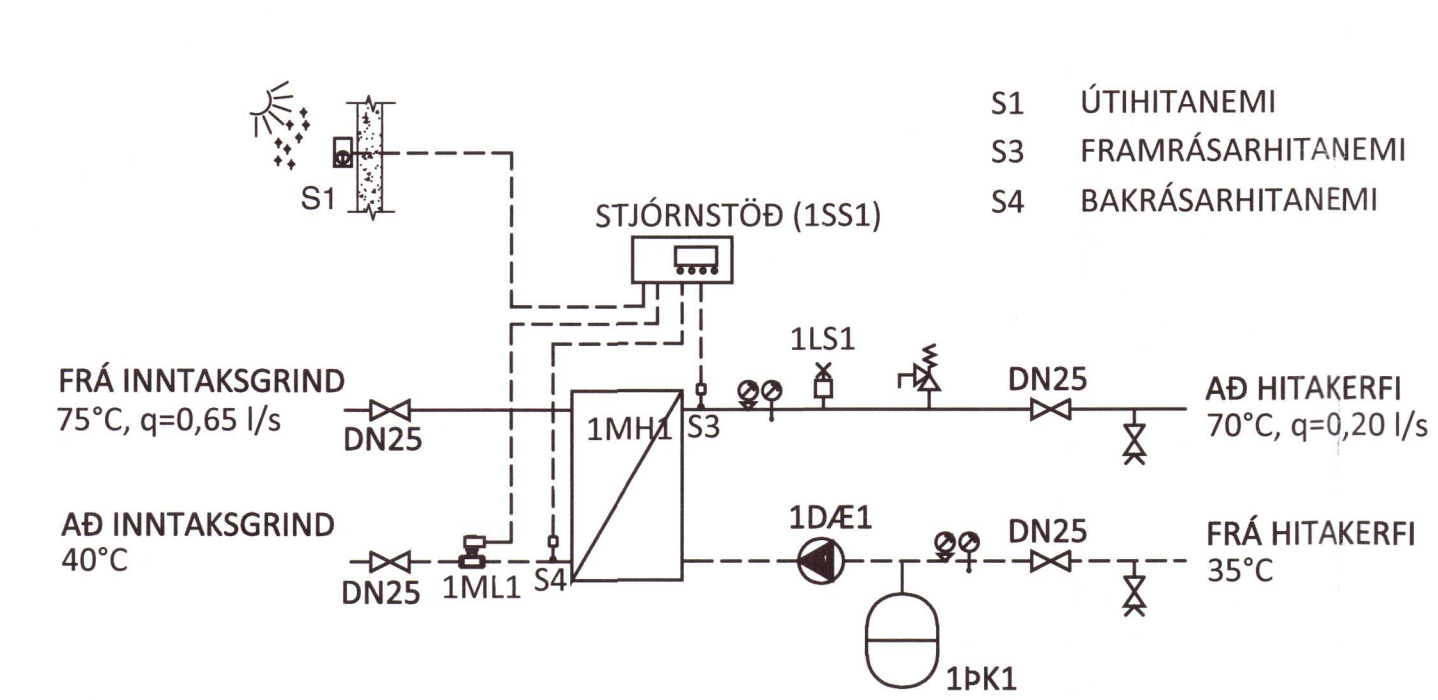 S1 ÚTIHITANEMI
S3 FRAMRÁSARHITANEMI
S4 BAKRÁSARHITANEMI
S1
STJÓRNSTÖÐ (1SS1)
1LS1
FRÁ INNTAKSGRIND
75°C, q=0,65 l/s
DN25
1MH1
S3
DN25
AÐ HITAKERFI
70°C, q=0,20 l/s
AÐ INNTAKSGRIND
40°C
DN25
1ML1
S4
1DÆ1
DN25
FRÁ HITAKERFI
35°C
1ÞK1